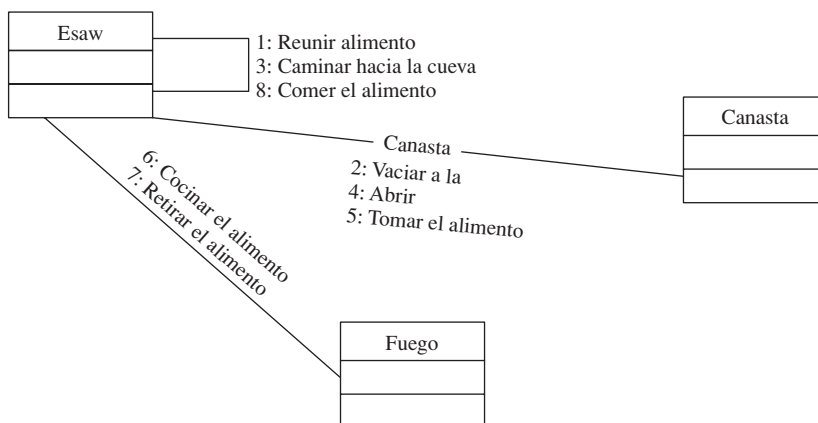 Esaw
1: Reunir alimento
3: Caminar hacia la cueva
8: Comer el alimento
Canasta
Canasta
2: Vaciar a la
4: Abrir
5: Tomar el alimento
6: Cocinar el alimento
7: Retirar el alimento
Fuego